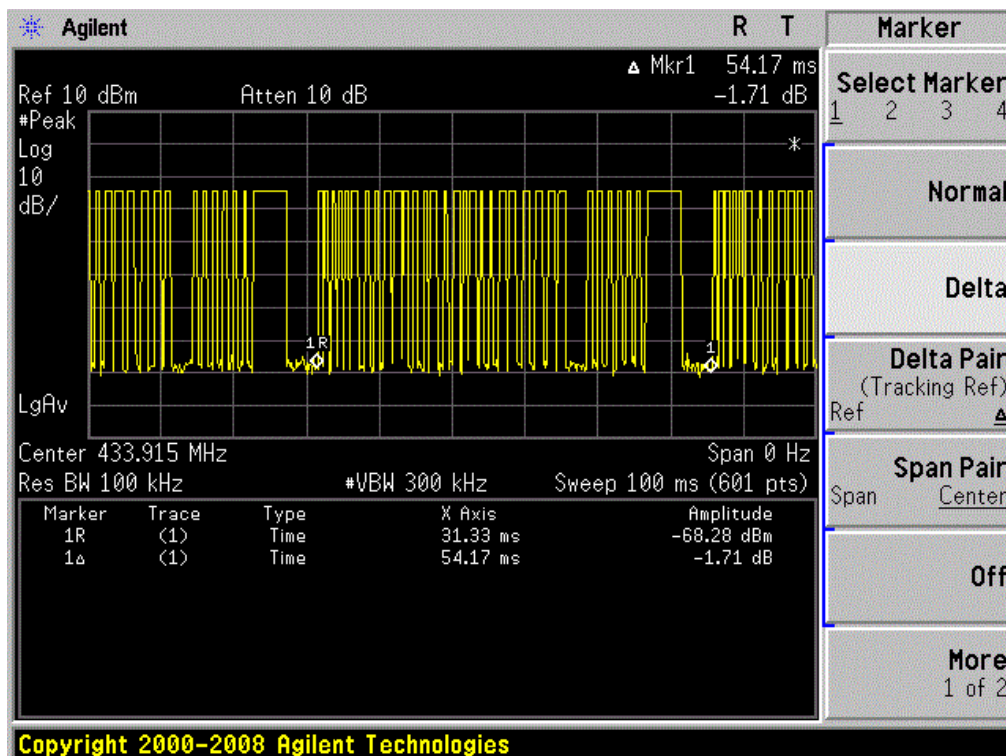 Agilent R T
Marker
Δ Mkr1 54.17 ms
Ref 10 dBm Atten 10 dB -1.71 dB
#Peak
Log
10
dB/
*
1R
1
LgAv
Center 433.915 MHz Span 0 Hz
Res BW 100 kHz #VBW 300 kHz Sweep 100 ms (601 pts)
Marker Trace Type X Axis Amplitude
1R (1) Time 31.33 ms -68.28 dBm
1Δ (1) Time 54.17 ms -1.71 dB
Select Marker
1 2 3 4
Normal
Delta
Delta Pair
(Tracking Ref)
Ref Δ
Span Pair
Span Center
Off
More
1 of 2
Copyright 2000-2008 Agilent Technologies